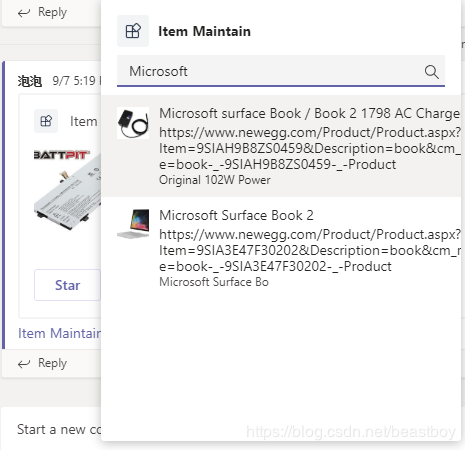 Reply
Item Maintain
Microsoft
泡泡 9/7 5:19
Item
BATTPIT
Star
Item Maintain
Reply
Start a new
Microsoft surface Book / Book 2 1798 AC Charge
https://www.newegg.com/Product/Product.aspx?
Item=9SIAH9B8ZS0459&Description=book&cm_
e=book-_-9SIAH9B8ZS0459-_-Product
Original 102W Power
Microsoft Surface Book 2
https://www.newegg.com/Product/Product.aspx?
Item=9SIA3E47F30202&Description=book&cm_r
e=book-_-9SIA3E47F30202-_-Product
Microsoft Surface Bo
https://blog.csdn.net/beastboy